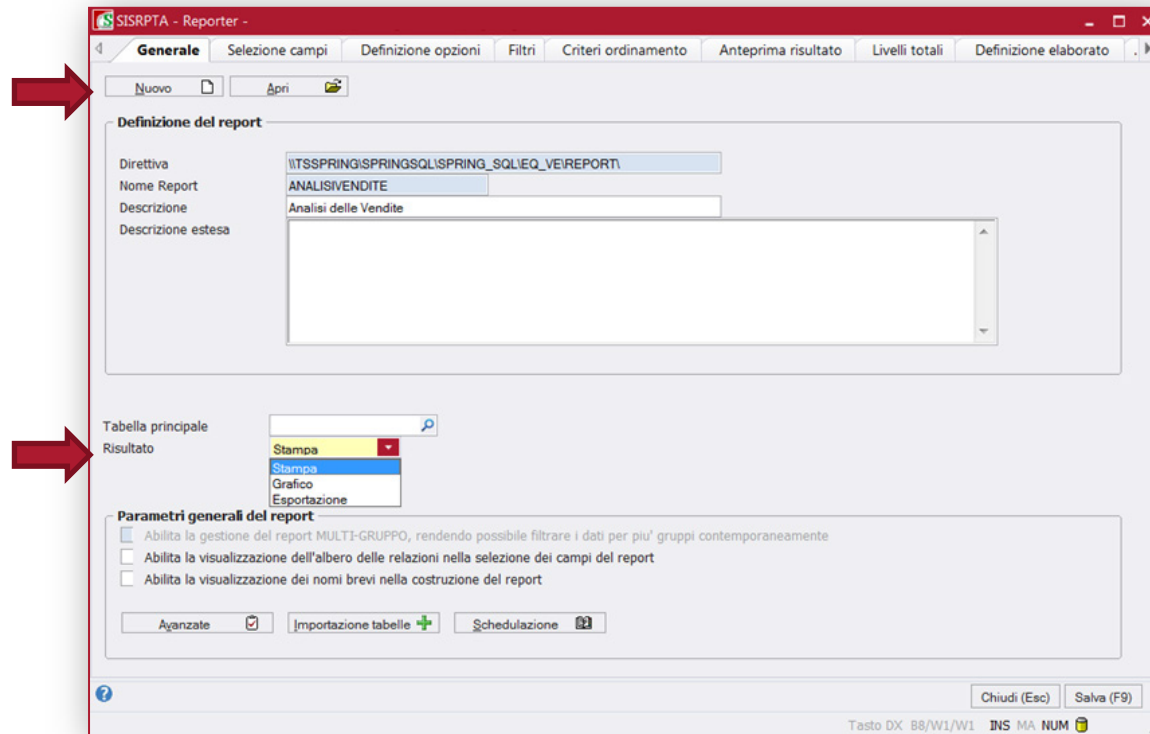 SISRPTA - Reporter -
Generale Selezione campi Definizione opzioni Filtri Criteri ordinamento Anteprima risultato Livelli totali Definizione elaborato .
Nuovo Apri
Definizione del report
Direttiva \\TSSPRING\SPRINGSQL\SPRING_SQL\EQ_VE\REPORT\
Nome Report ANALISIVENDITE
Descrizione Analisi delle Vendite
Descrizione estesa
Tabella principale
Risultato Stampa
Stampa
Grafico
Esportazione
Parametri generali del report
Abilita la gestione del report MULTI-GRUPPO, rendendo possibile filtrare i dati per piu' gruppi contemporaneamente
Abilita la visualizzazione dell'albero delle relazioni nella selezione dei campi del report
Abilita la visualizzazione dei nomi brevi nella costruzione del report
Avanzate Importazione tabelle Schedulazione
Chiudi (Esc) Salva (F9)
Tasto DX B8/W1/W1 INS MA NUM